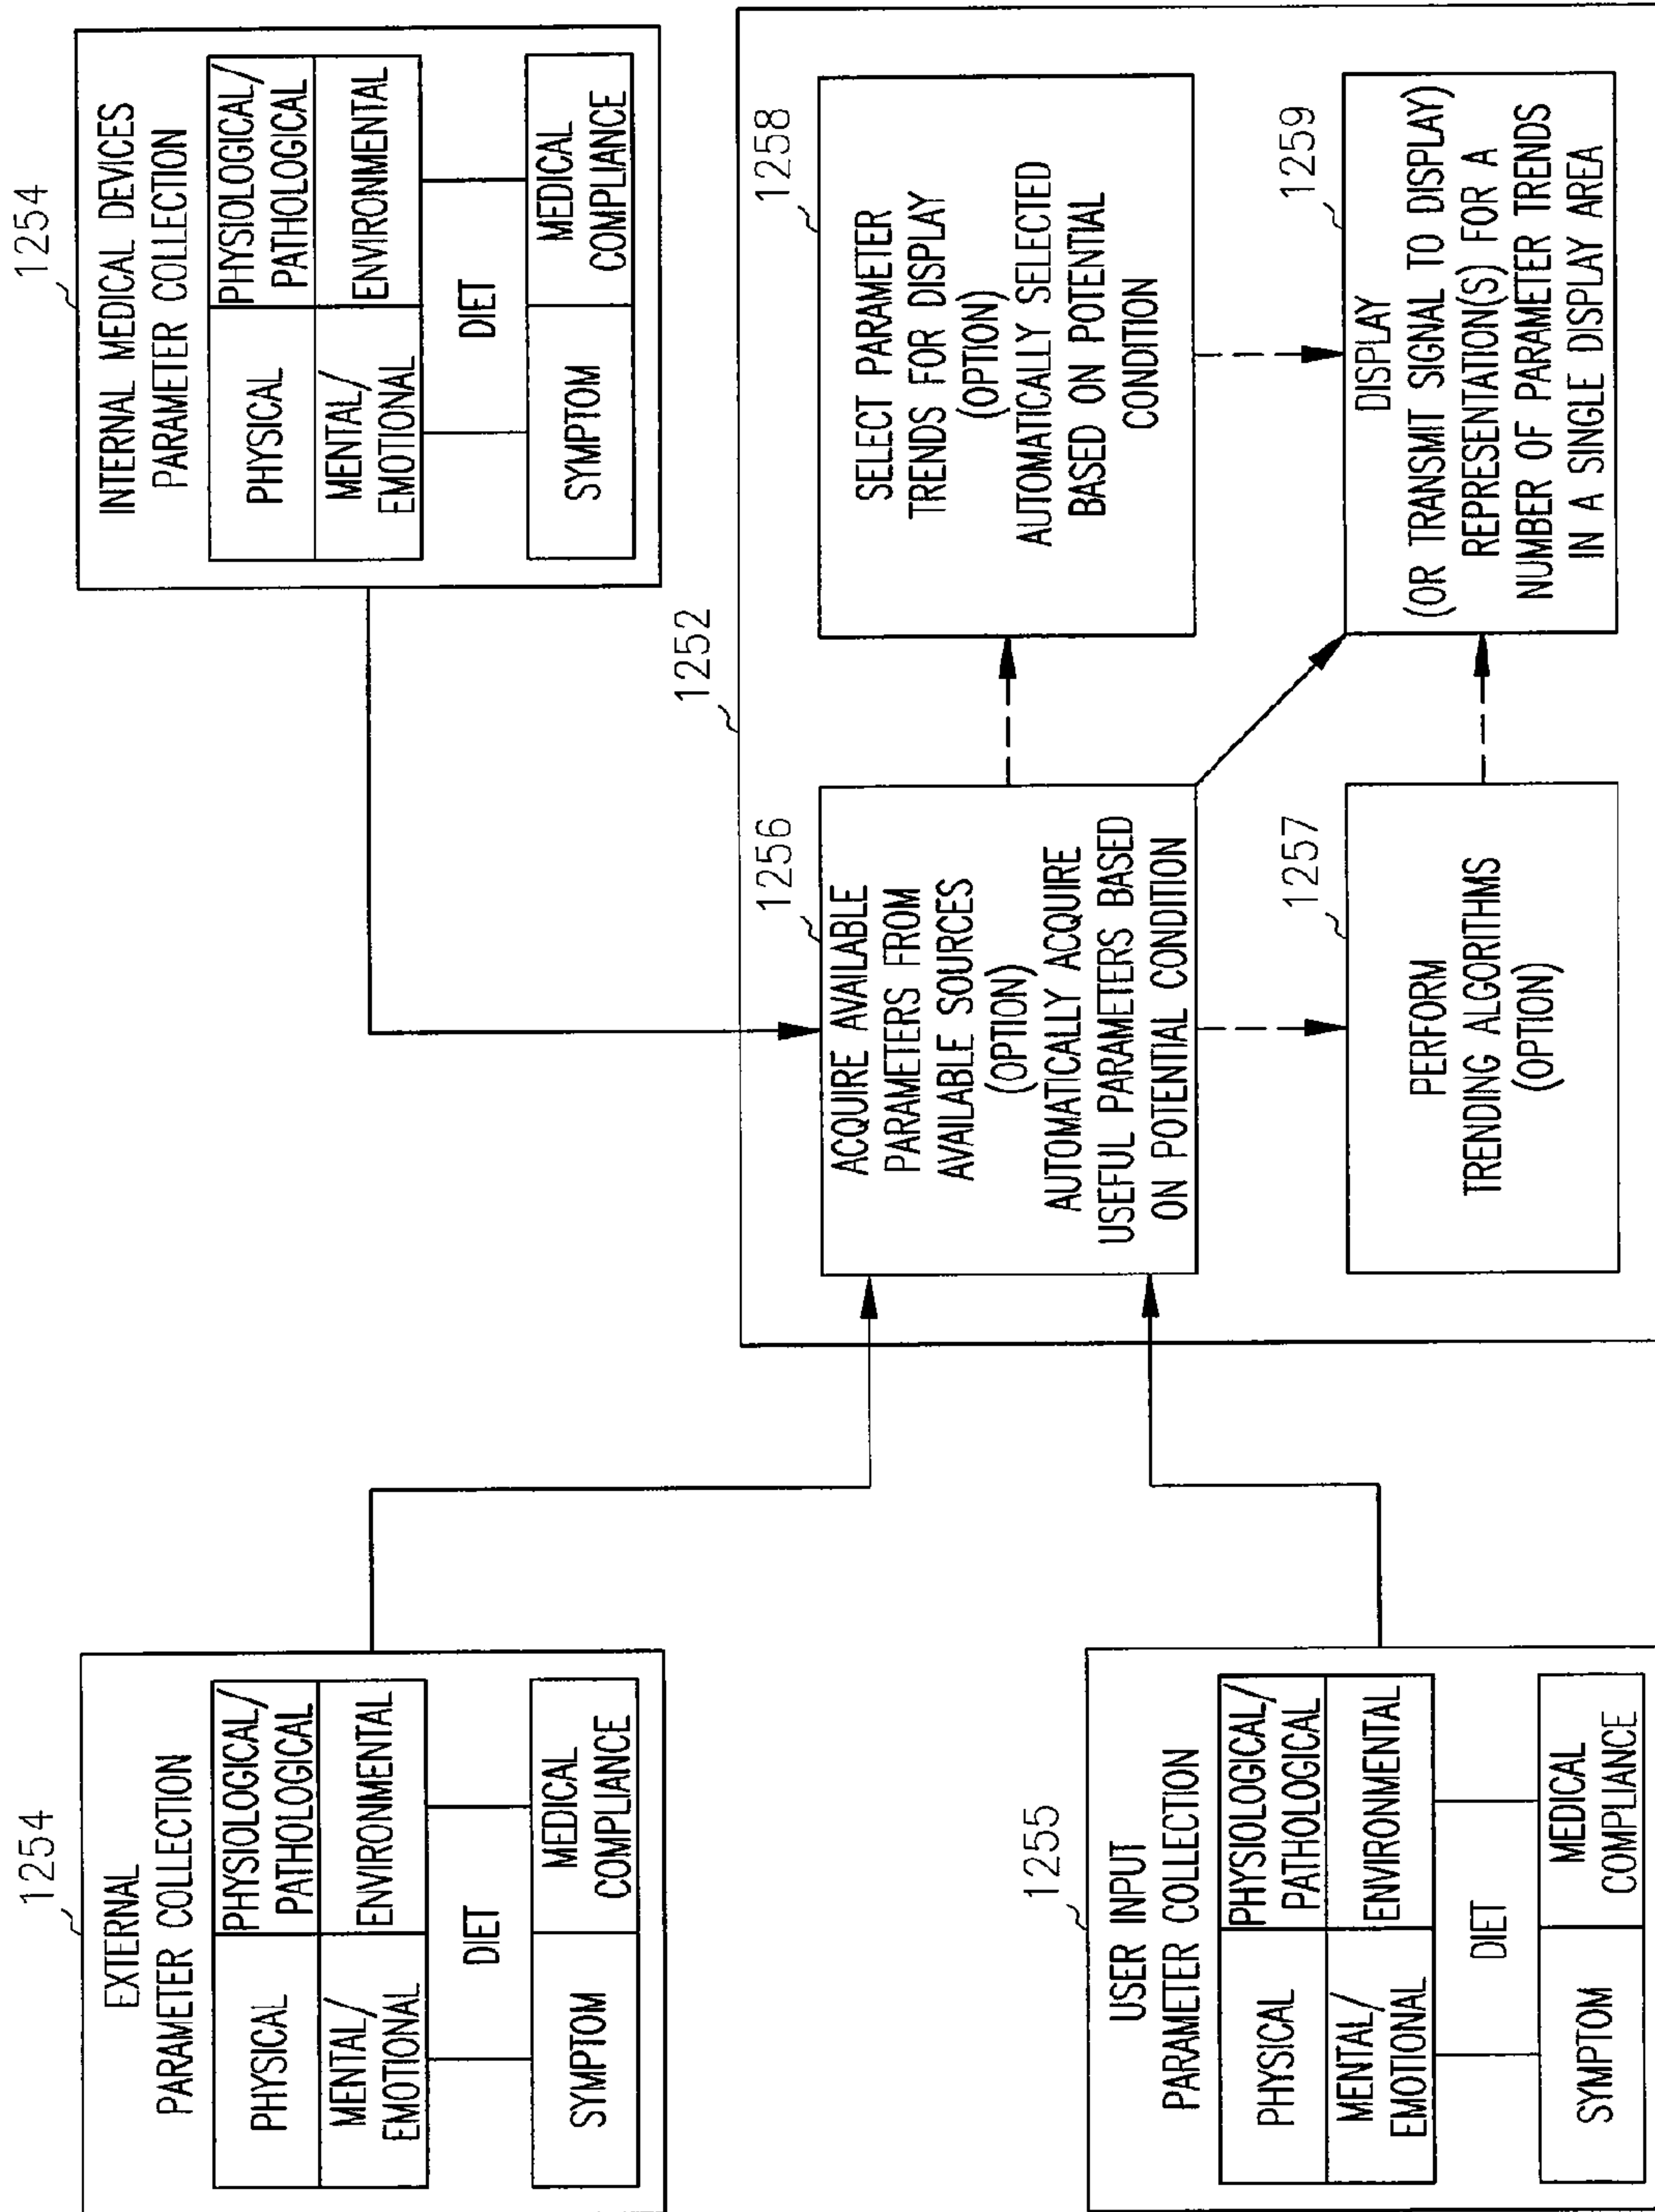 1254
EXTERNAL
PARAMETER COLLECTION
PHYSICAL
PHYSIOLOGICAL/
PATHOLOGICAL
MENTAL/
EMOTIONAL
ENVIRONMENTAL
DIET
SYMPTOM
MEDICAL
COMPLIANCE
1254
INTERNAL MEDICAL DEVICES
PARAMETER COLLECTION
PHYSICAL
PHYSIOLOGICAL/
PATHOLOGICAL
MENTAL/
EMOTIONAL
ENVIRONMENTAL
DIET
SYMPTOM
MEDICAL
COMPLIANCE
1255
USER INPUT
PARAMETER COLLECTION
PHYSICAL
PHYSIOLOGICAL/
PATHOLOGICAL
MENTAL/
EMOTIONAL
ENVIRONMENTAL
DIET
SYMPTOM
MEDICAL
COMPLIANCE
1252
1256
ACQUIRE AVAILABLE
PARAMETERS FROM
AVAILABLE SOURCES
(OPTION)
AUTOMATICALLY ACQUIRE
USEFUL PARAMETERS BASED
ON POTENTIAL CONDITION
1258
SELECT PARAMETER
TRENDS FOR DISPLAY
(OPTION)
AUTOMATICALLY SELECTED
BASED ON POTENTIAL
CONDITION
1257
PERFORM
TRENDING ALGORITHMS
(OPTION)
1259
DISPLAY
(OR TRANSMIT SIGNAL TO DISPLAY)
REPRESENTATION(S) FOR A
NUMBER OF PARAMETER TRENDS
IN A SINGLE DISPLAY AREA